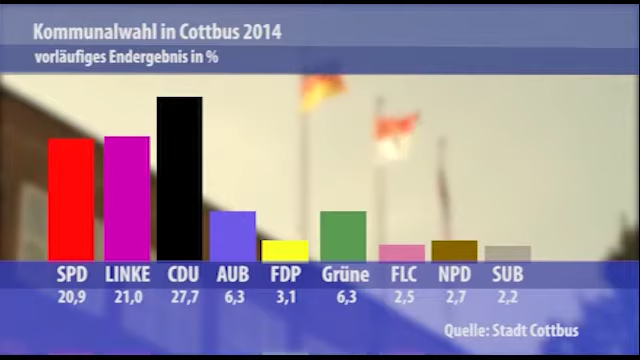 Kommunalwahl in Cottbus 2014
vorläufiges Endergebnis in %
SPD LINKE CDU AUB FDP Grüne FLC NPD SUB
20,9 21,0 27,7 6,3 3,1 6,3 2,5 2,7 2,2
Quelle: Stadt Cottbus